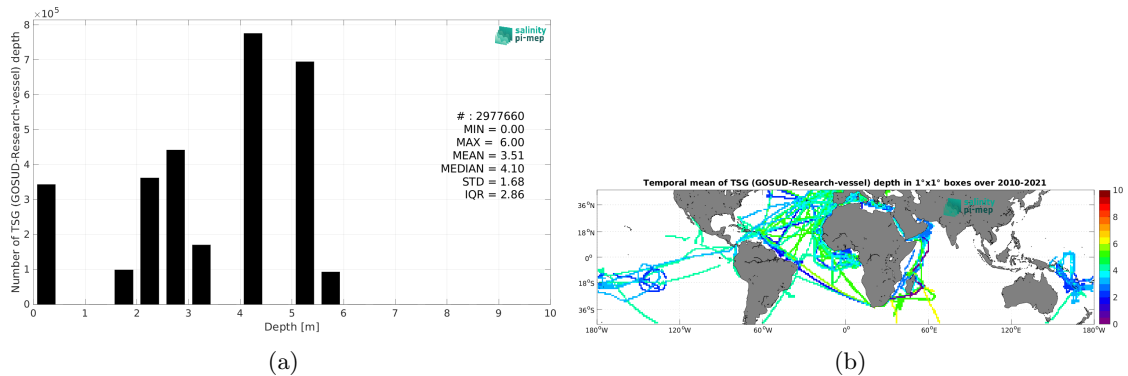 ×10⁵
8
7
6
5
4
3
2
1
0
Number of TSG (GOSUD-Research-vessel) depth
salinity
pi-mep
# : 2977660
MIN = 0.00
MAX = 6.00
MEAN = 3.51
MEDIAN = 4.10
STD = 1.68
IQR = 2.86
0 1 2 3 4 5 6 7 8 9 10
Depth [m]
(a)
Temporal mean of TSG (GOSUD-Research-vessel) depth in 1°x1° boxes over 2010-2021
salinity
pi-mep
36°N
18°N
0°
18°S
36°S
180°W 120°W 60°W 0° 60°E 120°E 180°W
10
8
6
4
2
0
(b)